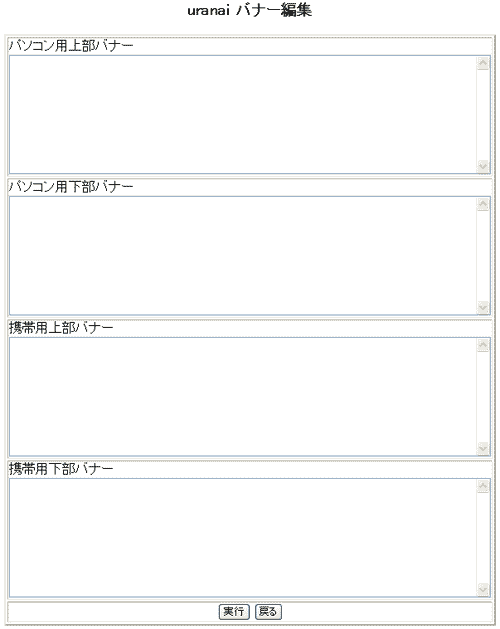 uranai バナー編集
パソコン用上部バナー
パソコン用下部バナー
携帯用上部バナー
携帯用下部バナー
実行 戻る